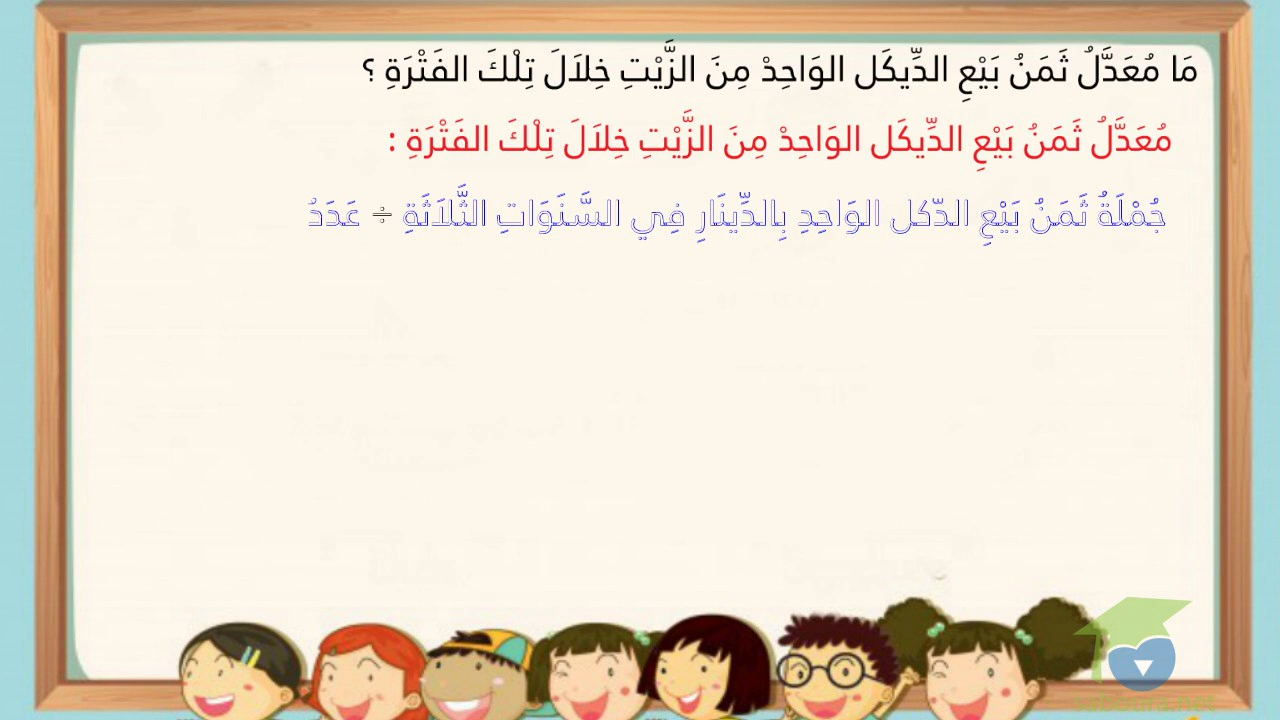 مَا مُعَدَّلُ ثَمَنُ بَيْعِ الدِّيكَل الوَاحِدْ مِنَ الزَّيْتِ خِلاَلَ تِلْكَ الفَتْرَةِ ؟
مُعَدَّلُ ثَمَنُ بَيْعِ الدِّيكَل الوَاحِدْ مِنَ الزَّيْتِ خِلاَلَ تِلْكَ الفَتْرَةِ :
جُمْلَةُ ثَمَنُ بَيْعِ الدّكل الوَاحِدِ بِالدِّينَارِ فِي السَّنَوَاتِ الثَّلاَثَةِ ÷ عَدَدُ